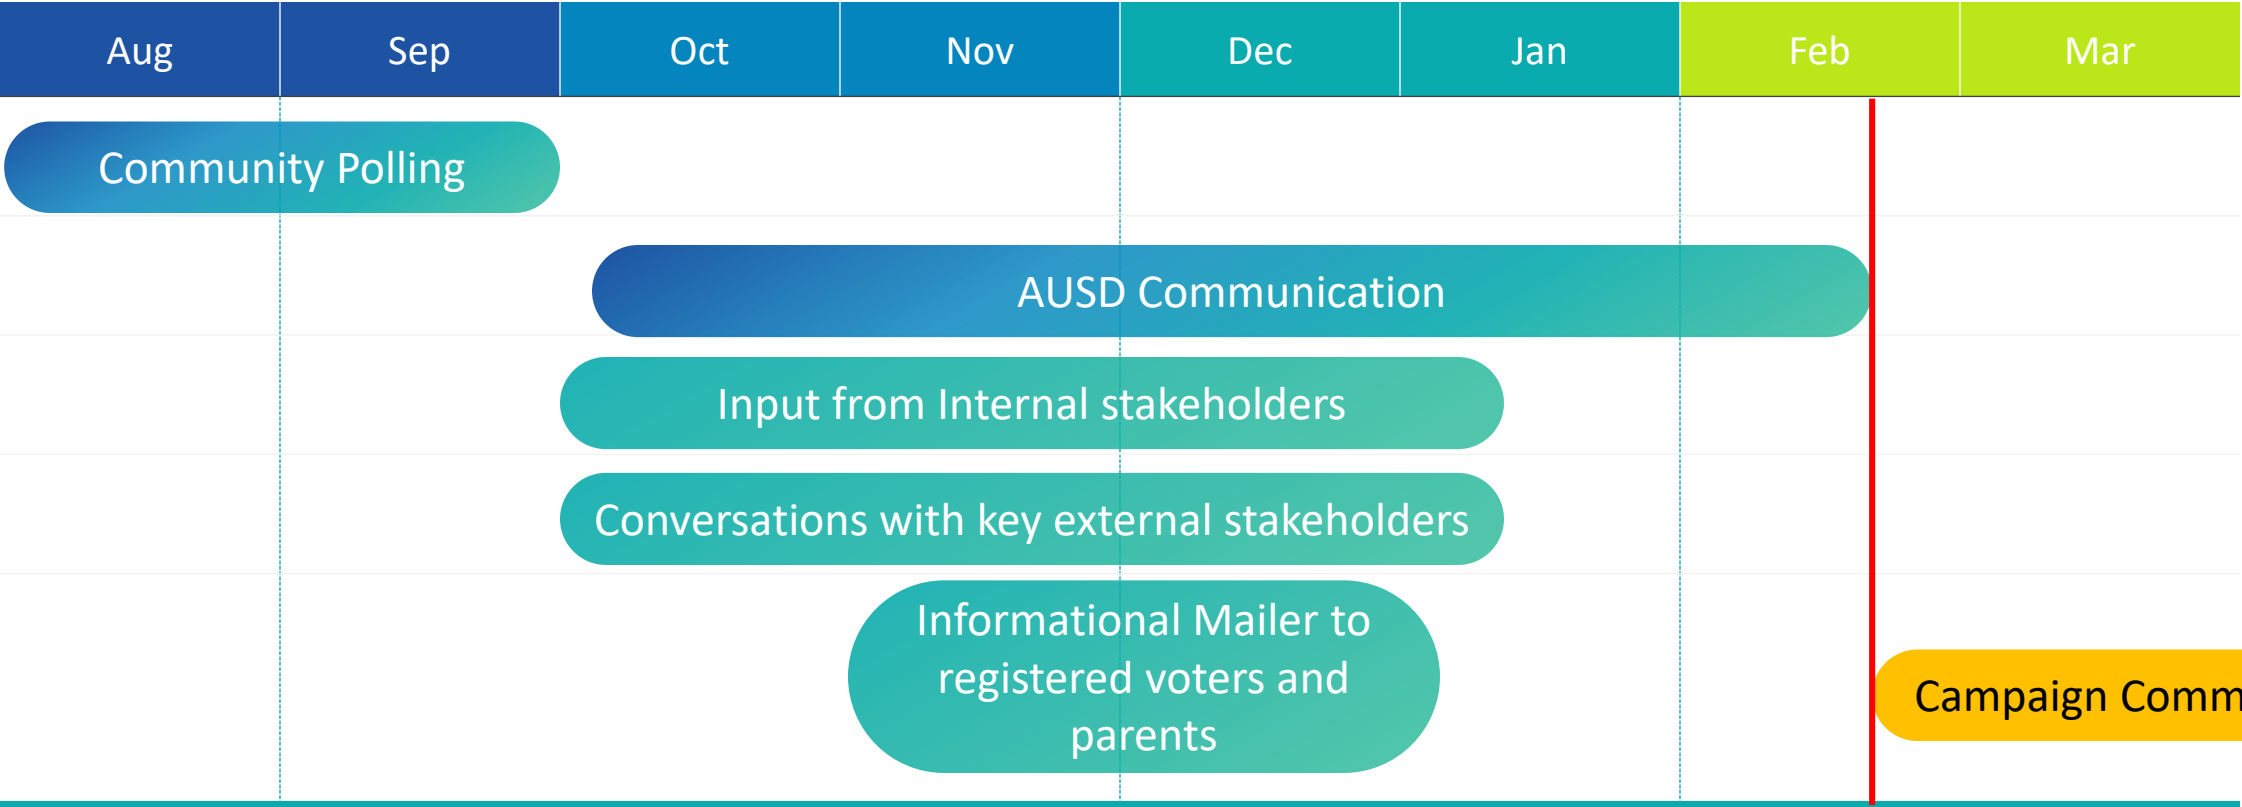 Aug Sep Oct Nov Dec Jan Feb Mar
Community Polling
AUSD Communication
Input from Internal stakeholders
Conversations with key external stakeholders
Informational Mailer to
registered voters and
parents
Campaign